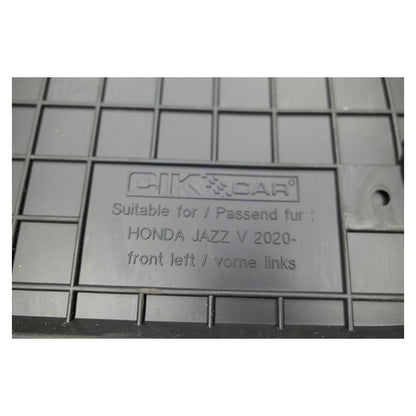 CIK CAR®
Suitable for / Passend fur :
HONDA JAZZ V 2020-
front left / vorne links